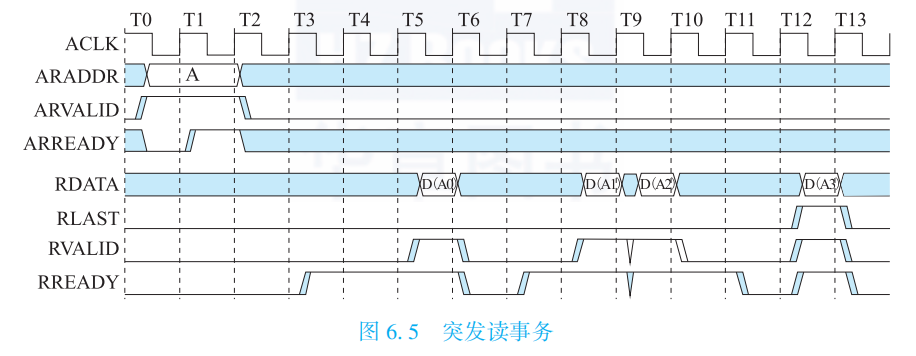 T0 T1 T2 T3 T4 T5 T6 T7 T8 T9 T10 T11 T12 T13
ACLK
ARADDR A
ARVALID
ARREADY
RDATA D(A0) D(A1) D(A2) D(A3)
RLAST
RVALID
RREADY
图 6.5 突发读事务